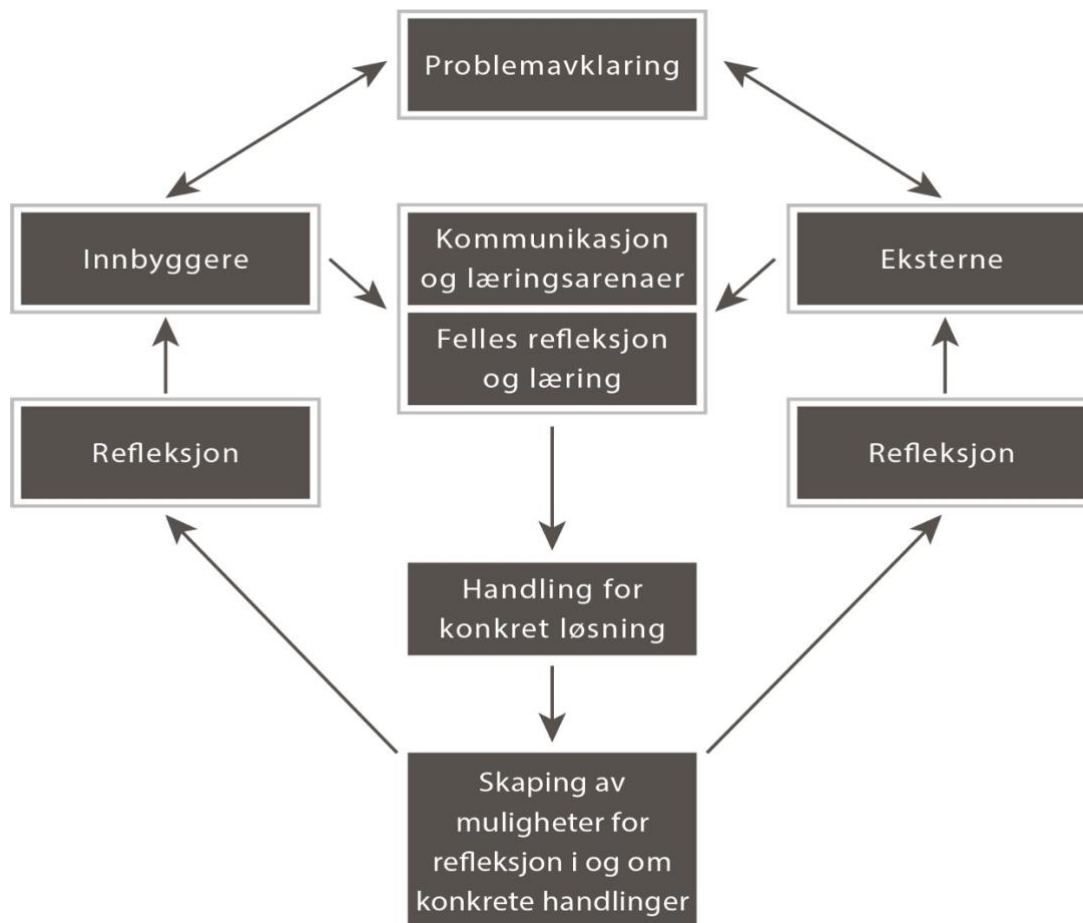 Problemavklaring
Innbyggere
Kommunikasjon
og læringsarenaer
Eksterne
Felles refleksjon
og læring
Refleksjon
Refleksjon
Handling for
konkret løsning
Skaping av
muligheter for
refleksjon i og om
konkrete handlinger